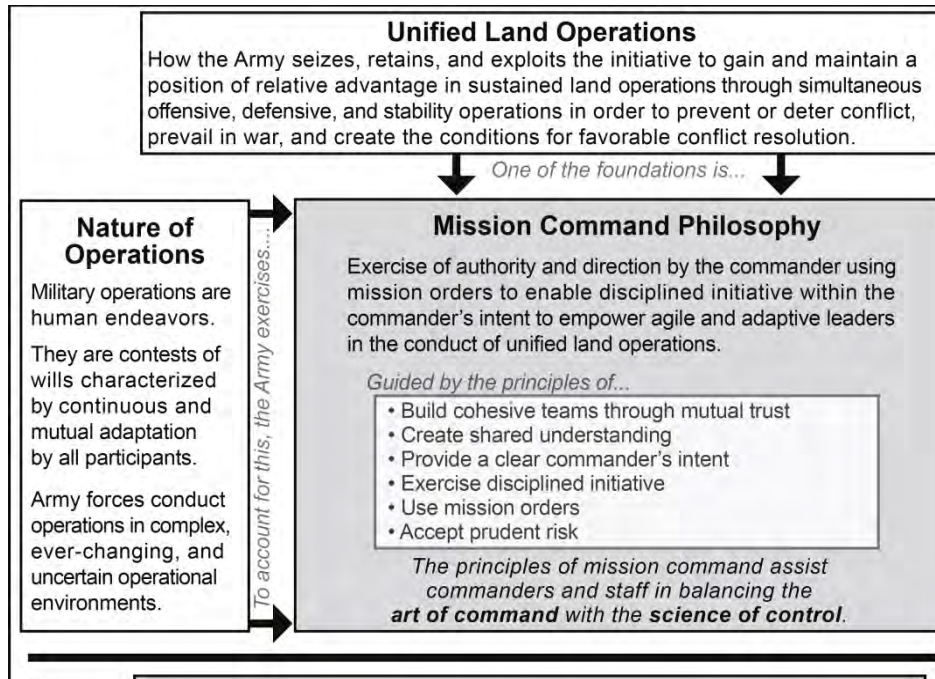 Unified Land Operations
How the Army seizes, retains, and exploits the initiative to gain and maintain a
position of relative advantage in sustained land operations through simultaneous
offensive, defensive, and stability operations in order to prevent or deter conflict,
prevail in war, and create the conditions for favorable conflict resolution.
One of the foundations is...
Nature of
Operations
Military operations are
human endeavors.
They are contests of
wills characterized
by continuous and
mutual adaptation
by all participants.
Army forces conduct
operations in complex,
ever-changing, and
uncertain operational
environments.
To account for this, the Army exercises....
Mission Command Philosophy
Exercise of authority and direction by the commander using
mission orders to enable disciplined initiative within the
commander's intent to empower agile and adaptive leaders
in the conduct of unified land operations.
Guided by the principles of...
• Build cohesive teams through mutual trust
• Create shared understanding
• Provide a clear commander's intent
• Exercise disciplined initiative
• Use mission orders
• Accept prudent risk
The principles of mission command assist
commanders and staff in balancing the
art of command with the science of control.